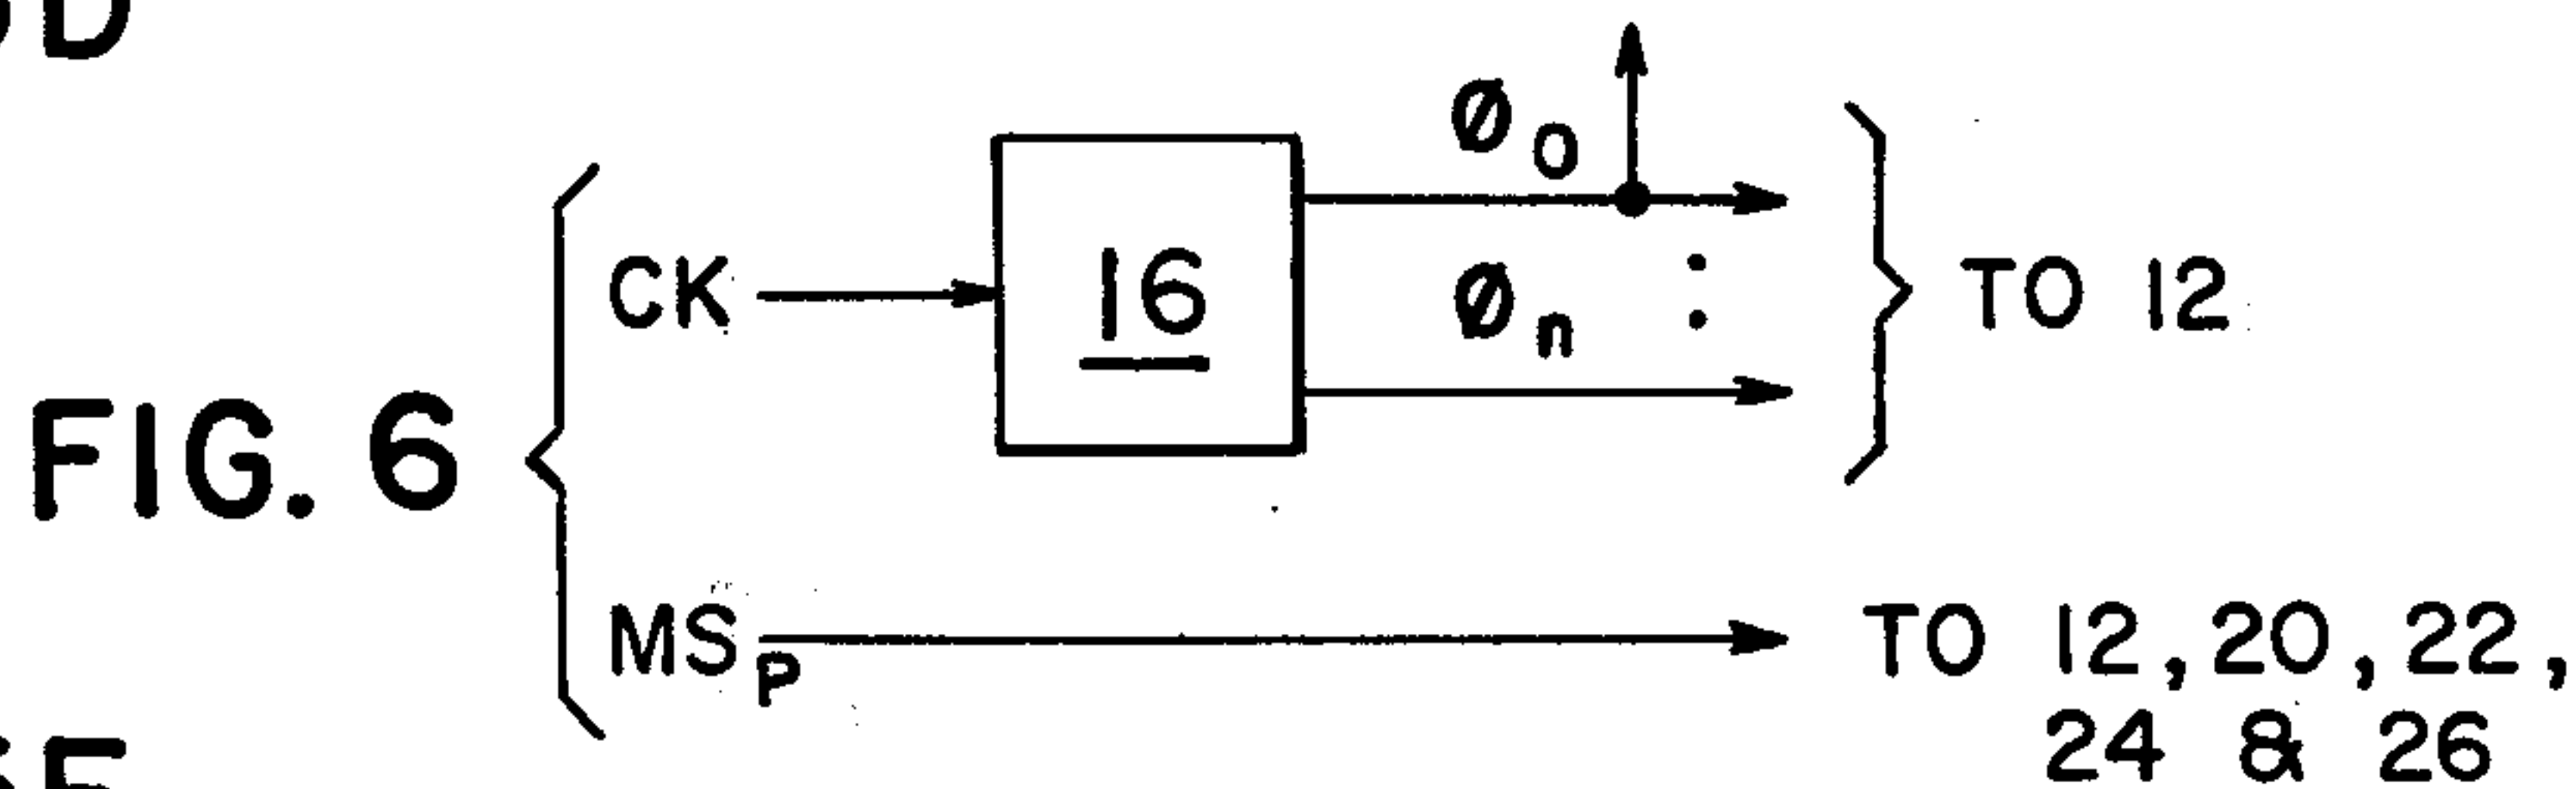 Ø₀
CK
16
Øₙ
:
TO 12
FIG. 6
MSₚ
TO 12, 20, 22,
24 & 26